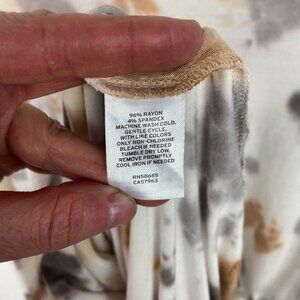 96% RAYON
4% SPANDEX
MACHINE WASH COLD,
GENTLE CYCLE,
WITH LIKE COLORS
ONLY NON-CHLORINE
BLEACH IF NEEDED
TUMBLE DRY LOW,
REMOVE PROMPTLY
COOL IRON IF NEEDED
RN58665
CA57963